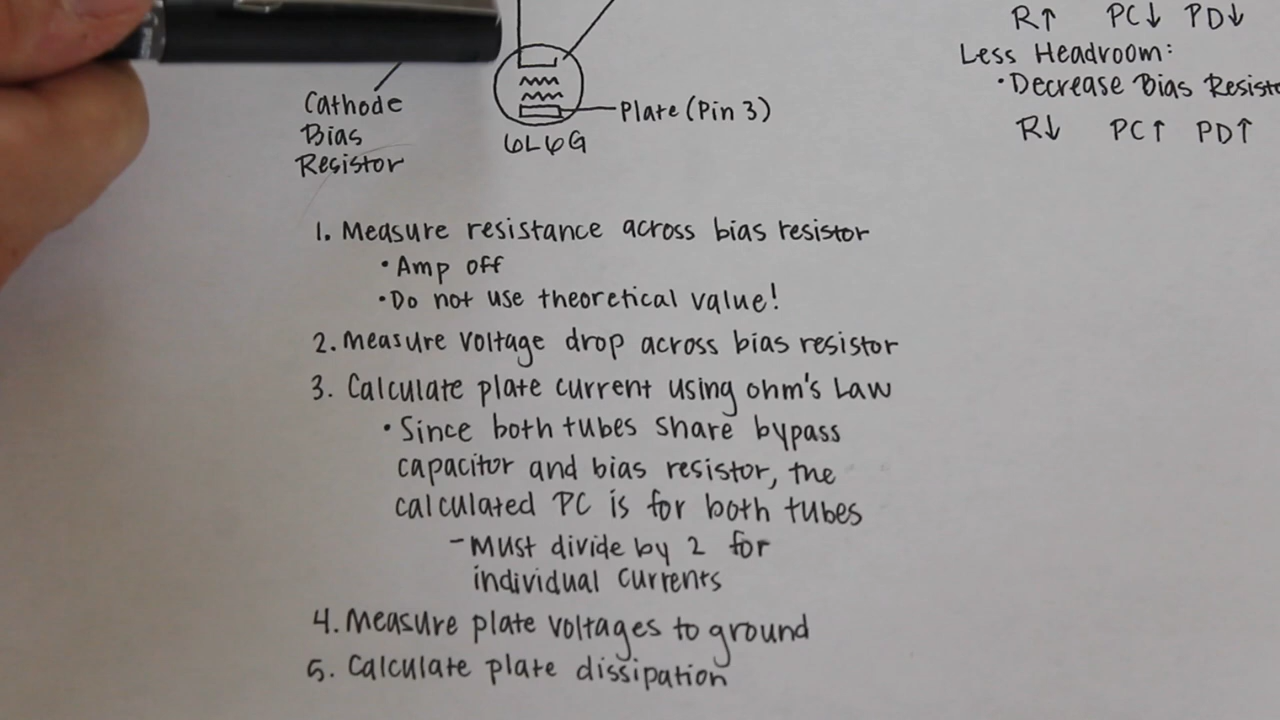 R↑ PC↓ PD↓
Less Headroom:
•Decrease Bias
R↓ PC↑ PD↑
Cathode
Bias
Resistor
Plate (Pin 3)
6L6G
1. Measure resistance across bias resistor
•Amp off
•Do not use theoretical value!
2. Measure voltage drop across bias resistor
3. Calculate plate current using ohm's Law
•Since both tubes share bypass
capacitor and bias resistor, the
calculated PC is for both tubes
-Must divide by 2 for
individual currents
4. Measure plate voltages to ground
5. Calculate plate dissipation